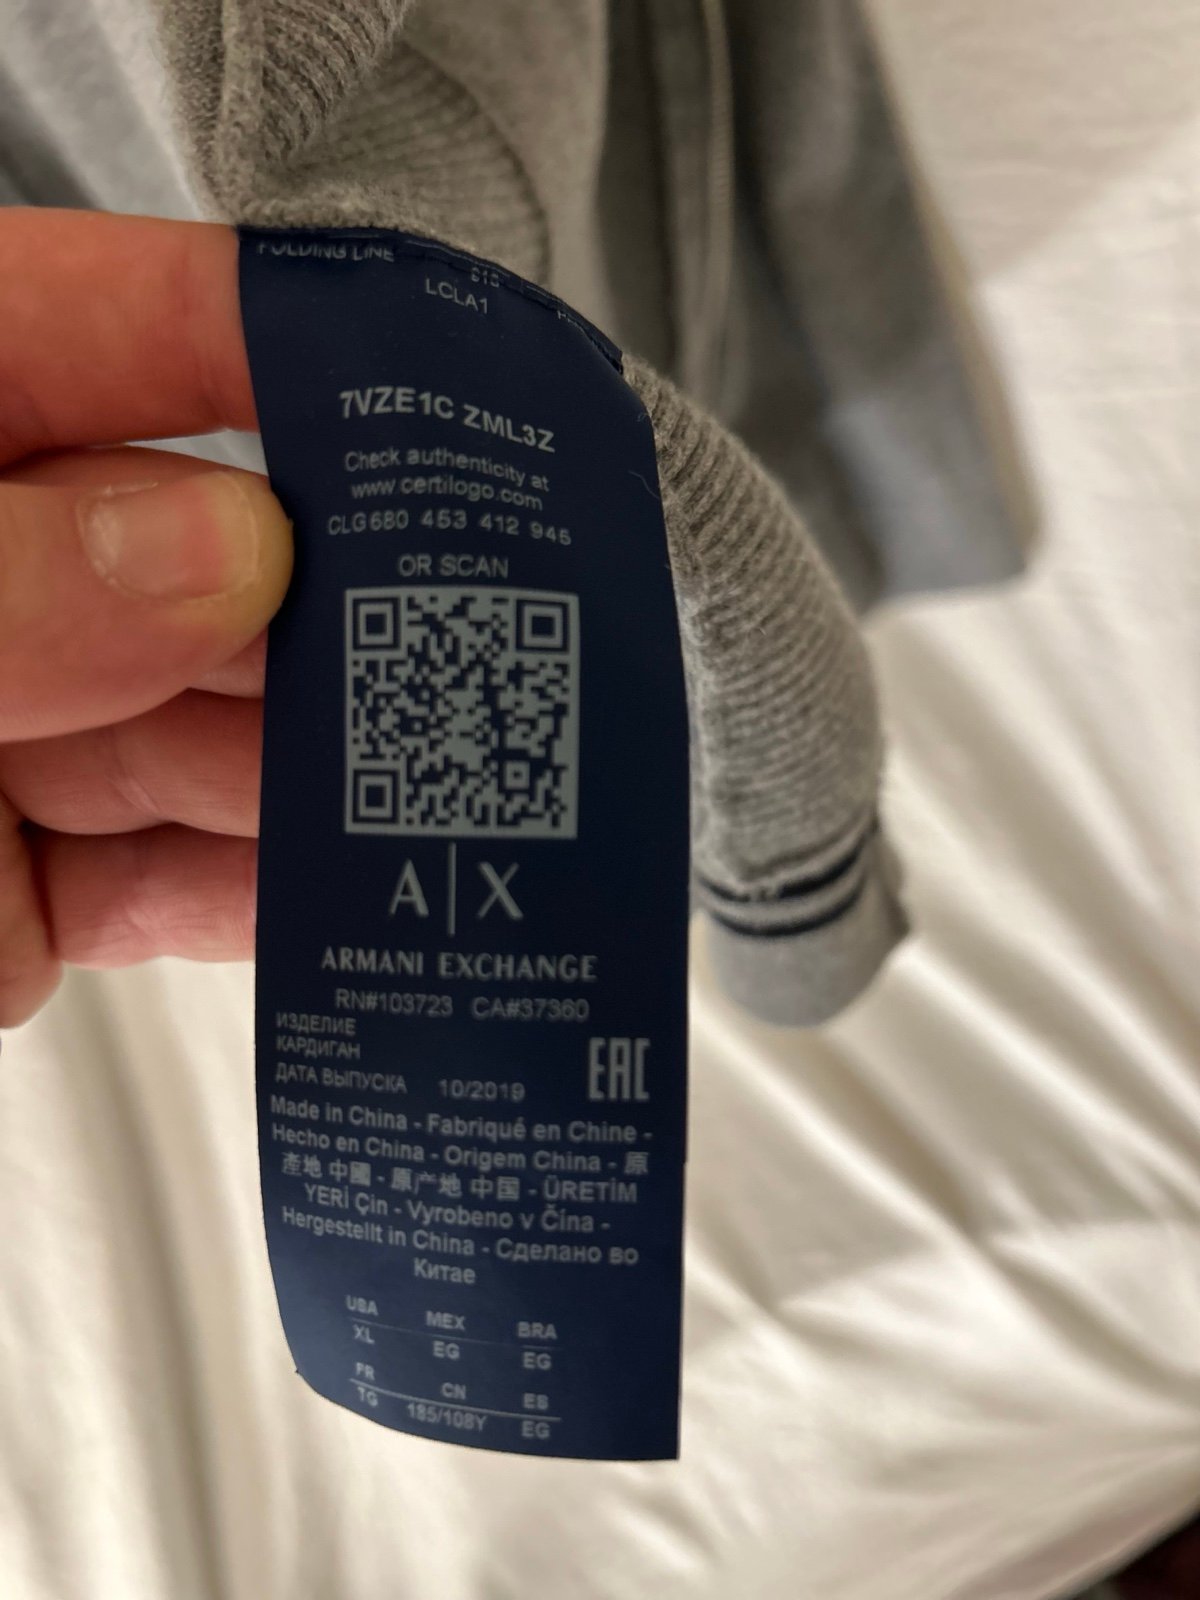 FOLDING LINE
LCLA1
7VZE1C ZML3Z
Check authenticity at
www.certilogo.com
CLG680 453 412 945
OR SCAN
A|X
ARMANI EXCHANGE
RN#103723 CA#37360
ИЗДЕЛИЕ
КАРДИГАН
ДАТА ВЫПУСКА 10/2019
EAC
Made in China - Fabriqué en Chine -
Hecho en China - Origem China - 原
產地 中國 - 原产地 中国 - ÜRETİM
YERİ Çin - Vyrobeno v Čína -
Hergestellt in China - Сделано во
Китае
USA MEX BRA
XL EG EG
FR CN ES
TG 185/108Y EG